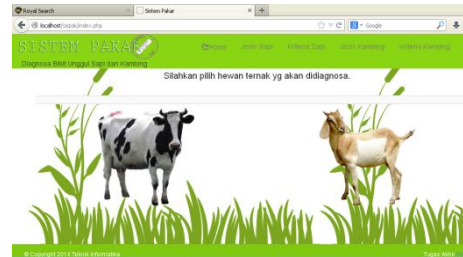 Royal Search
Sistem Pakar
localhost/sispak/index.php
Google
SISTEM PAKAR
Home Jenis Sapi Kriteria Sapi Jenis Kambing Kriteria Kambing
Diagnosa Bibit Unggul Sapi dan Kambing
Silahkan pilih hewan ternak yg akan didiagnosa.
© Copyright 2014 Teknik Informatika
Tugas Akhir